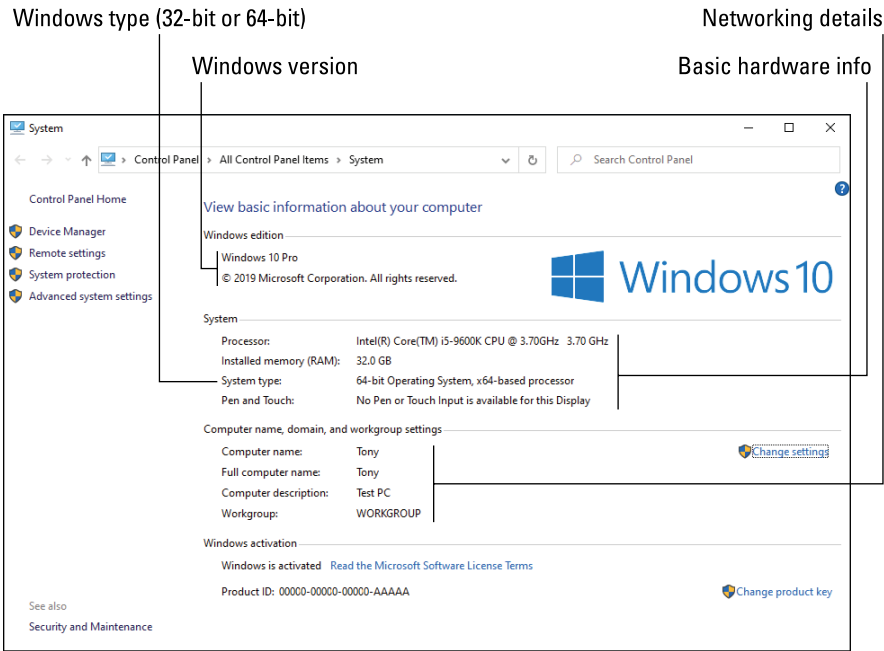 Windows type (32-bit or 64-bit)
Networking details
Windows version
Basic hardware info
System
Control Panel > All Control Panel Items > System
Search Control Panel
Control Panel Home
Device Manager
Remote settings
System protection
Advanced system settings
View basic information about your computer
Windows edition
Windows 10 Pro
© 2019 Microsoft Corporation. All rights reserved.
Windows 10
System
Processor: Intel(R) Core(TM) i5-9600K CPU @ 3.70GHz 3.70 GHz
Installed memory (RAM): 32.0 GB
System type: 64-bit Operating System, x64-based processor
Pen and Touch: No Pen or Touch Input is available for this Display
Computer name, domain, and workgroup settings
Computer name: Tony
Change settings
Full computer name: Tony
Computer description: Test PC
Workgroup: WORKGROUP
Windows activation
Windows is activated Read the Microsoft Software License Terms
Product ID: 00000-00000-00000-AAAAA
Change product key
See also
Security and Maintenance